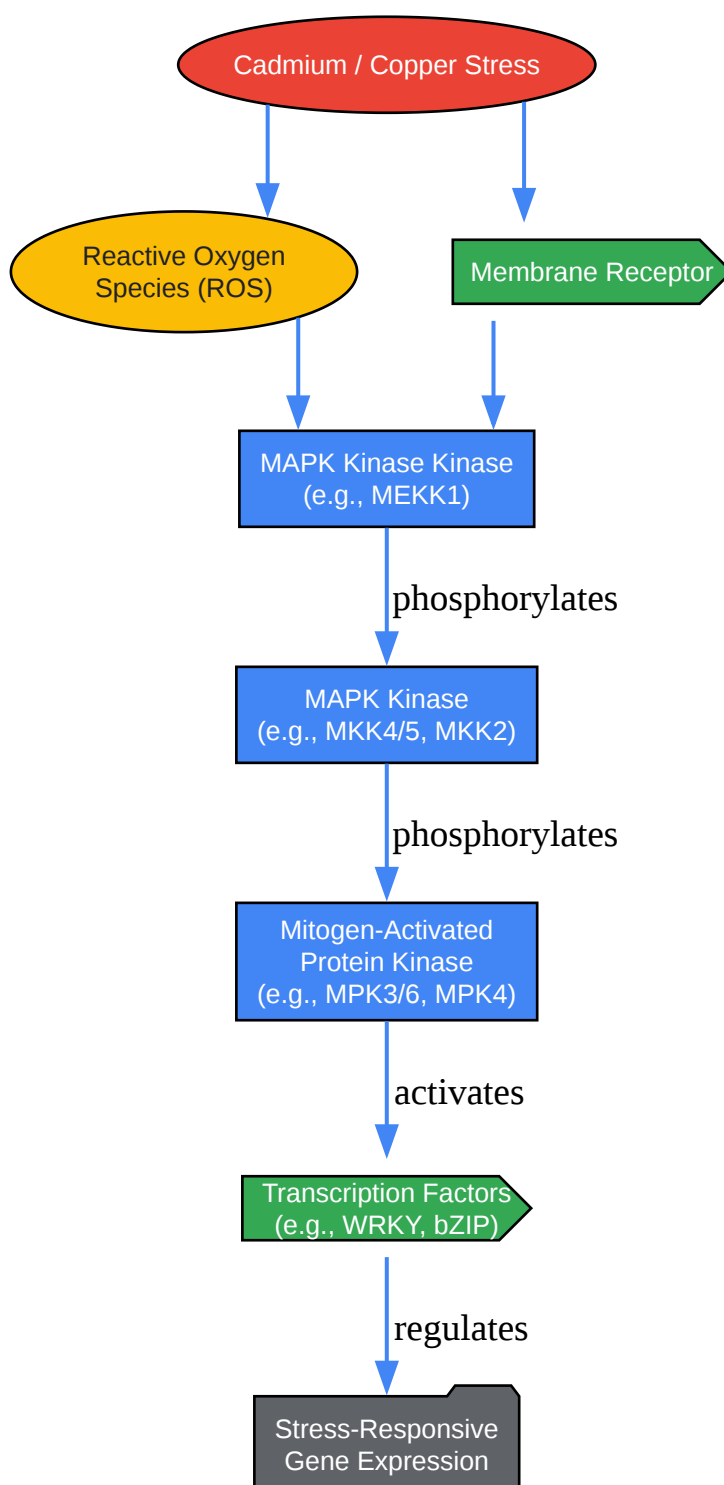 Cadmium / Copper Stress
Reactive Oxygen
Species (ROS)
Membrane Receptor
MAPK Kinase Kinase
(e.g., MEKK1)
phosphorylates
MAPK Kinase
(e.g., MKK4/5, MKK2)
phosphorylates
Mitogen-Activated
Protein Kinase
(e.g., MPK3/6, MPK4)
activates
Transcription Factors
(e.g., WRKY, bZIP)
regulates
Stress-Responsive
Gene Expression